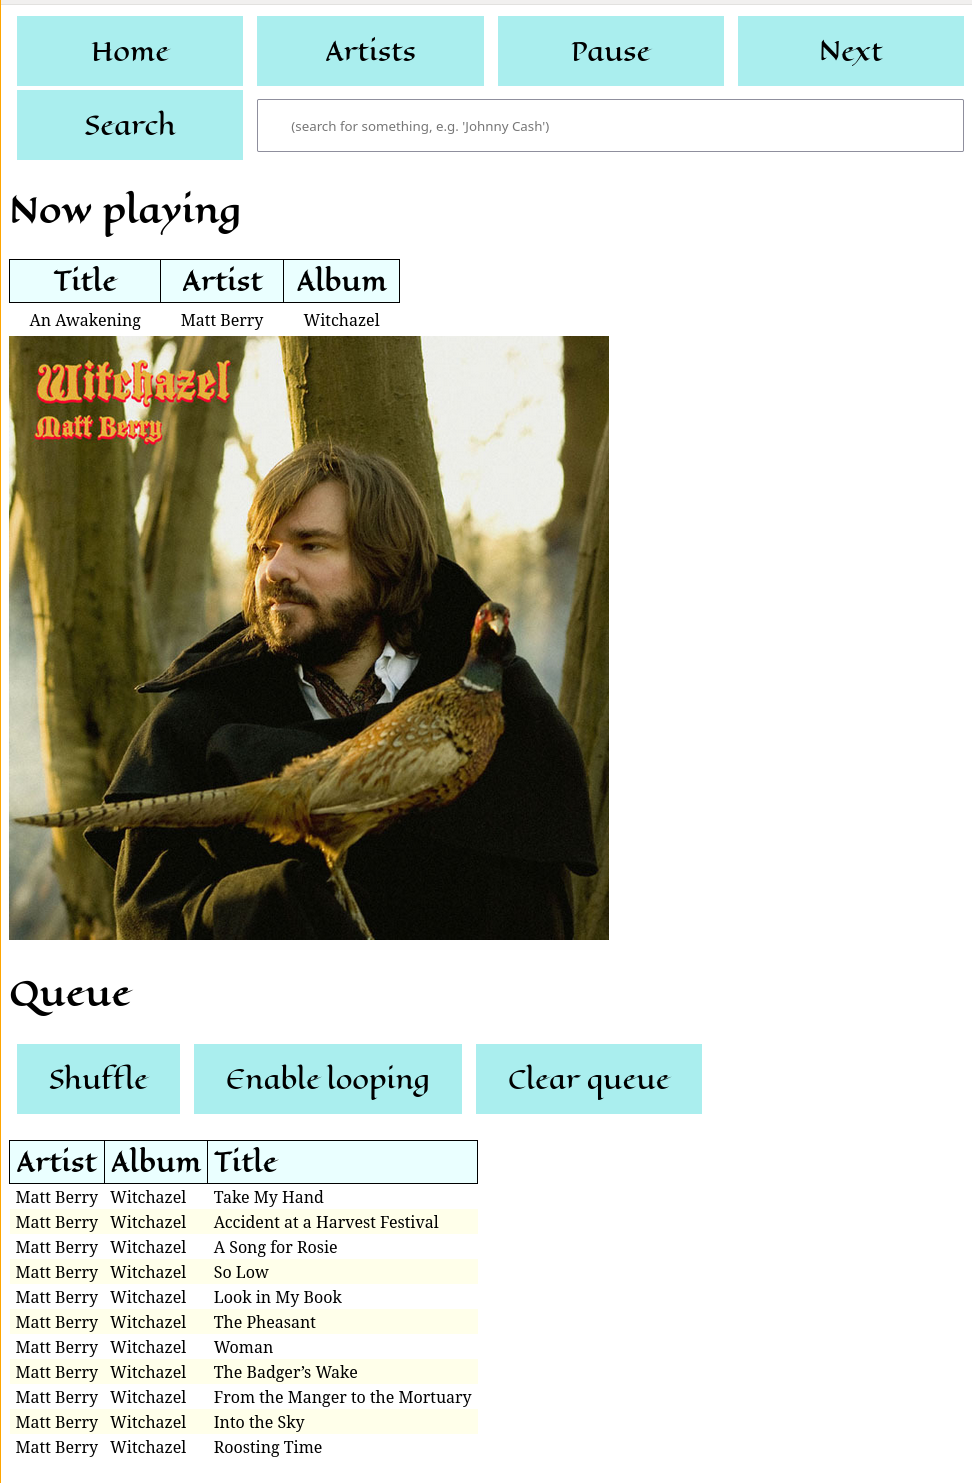 Home Artists Pause Next
Search (search for something, e.g. 'Johnny Cash')
Now playing
Title Artist Album
An Awakening Matt Berry Witchazel
Witchazel
Matt Berry
Queue
Shuffle Enable looping Clear queue
Artist Album Title
Matt Berry Witchazel Take My Hand
Matt Berry Witchazel Accident at a Harvest Festival
Matt Berry Witchazel A Song for Rosie
Matt Berry Witchazel So Low
Matt Berry Witchazel Look in My Book
Matt Berry Witchazel The Pheasant
Matt Berry Witchazel Woman
Matt Berry Witchazel The Badger’s Wake
Matt Berry Witchazel From the Manger to the Mortuary
Matt Berry Witchazel Into the Sky
Matt Berry Witchazel Roosting Time